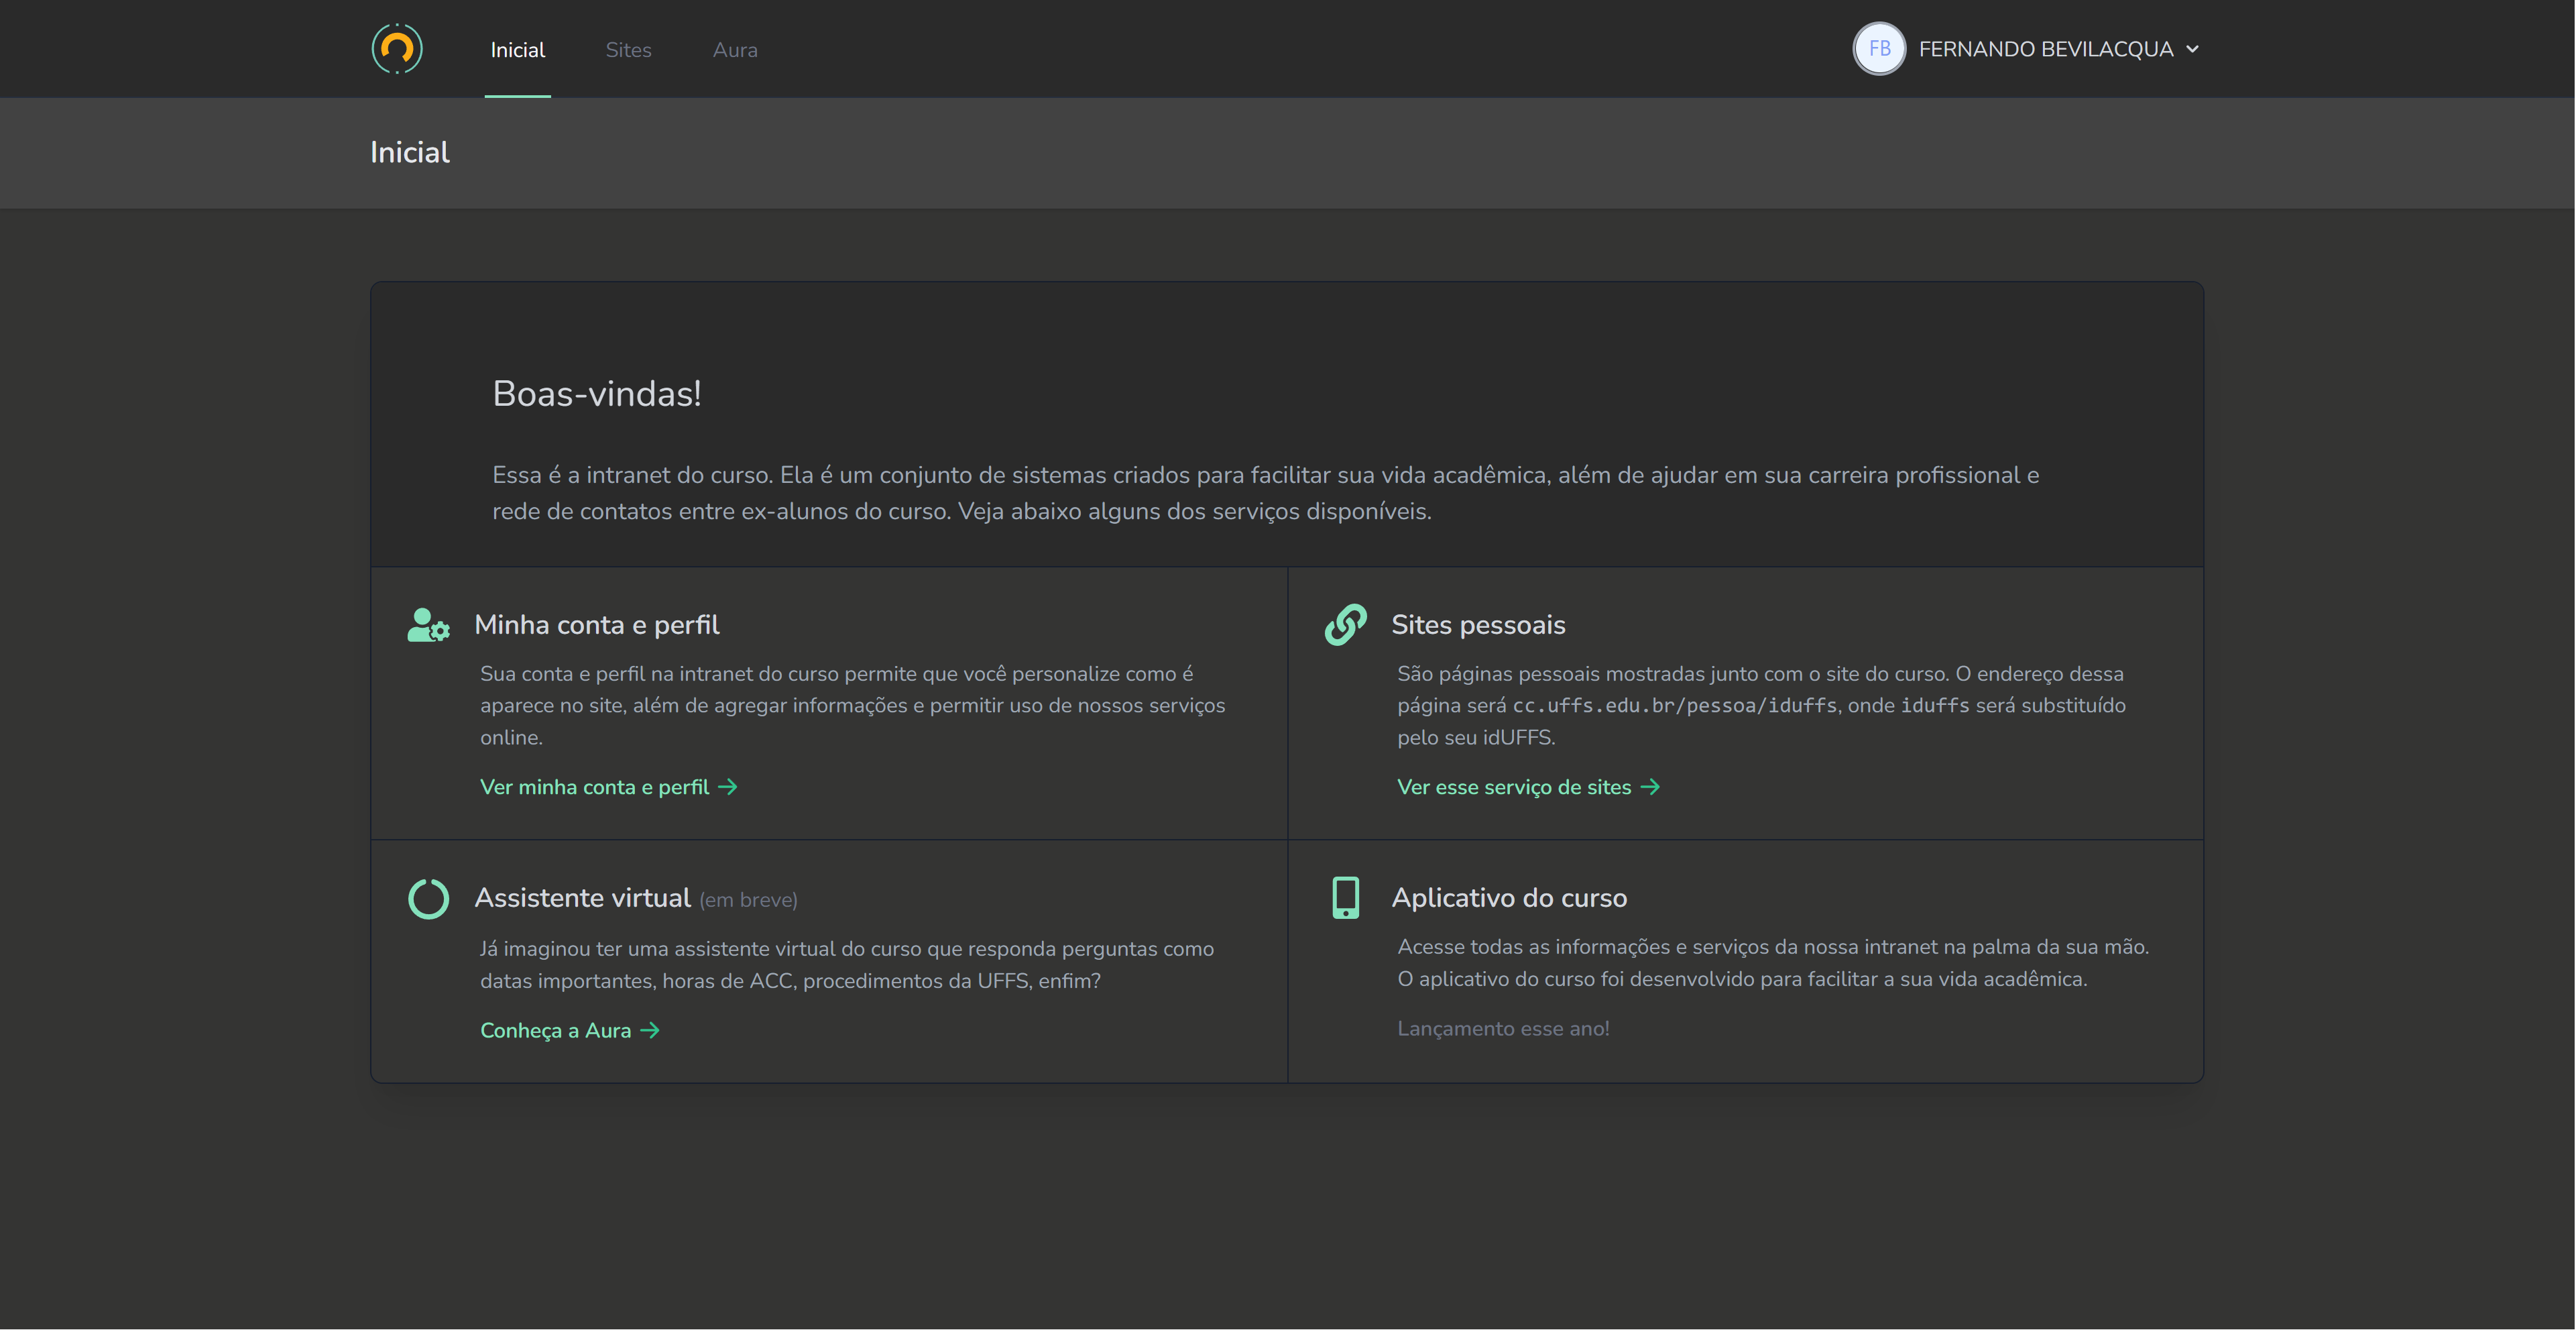 Inicial
Sites
Aura
FB
FERNANDO BEVILACQUA
Inicial
Boas-vindas!
Essa é a intranet do curso. Ela é um conjunto de sistemas criados para facilitar sua vida acadêmica, além de ajudar em sua carreira profissional e
rede de contatos entre ex-alunos do curso. Veja abaixo alguns dos serviços disponíveis.
Minha conta e perfil
Sua conta e perfil na intranet do curso permite que você personalize como é
aparece no site, além de agregar informações e permitir uso de nossos serviços
online.
Ver minha conta e perfil
Sites pessoais
São páginas pessoais mostradas junto com o site do curso. O endereço dessa
página será cc.uffs.edu.br/pessoa/iduffs, onde iduffs será substituído
pelo seu idUFFS.
Ver esse serviço de sites
Assistente virtual (em breve)
Já imaginou ter uma assistente virtual do curso que responda perguntas como
datas importantes, horas de ACC, procedimentos da UFFS, enfim?
Conheça a Aura
Aplicativo do curso
Acesse todas as informações e serviços da nossa intranet na palma da sua mão.
O aplicativo do curso foi desenvolvido para facilitar a sua vida acadêmica.
Lançamento esse ano!